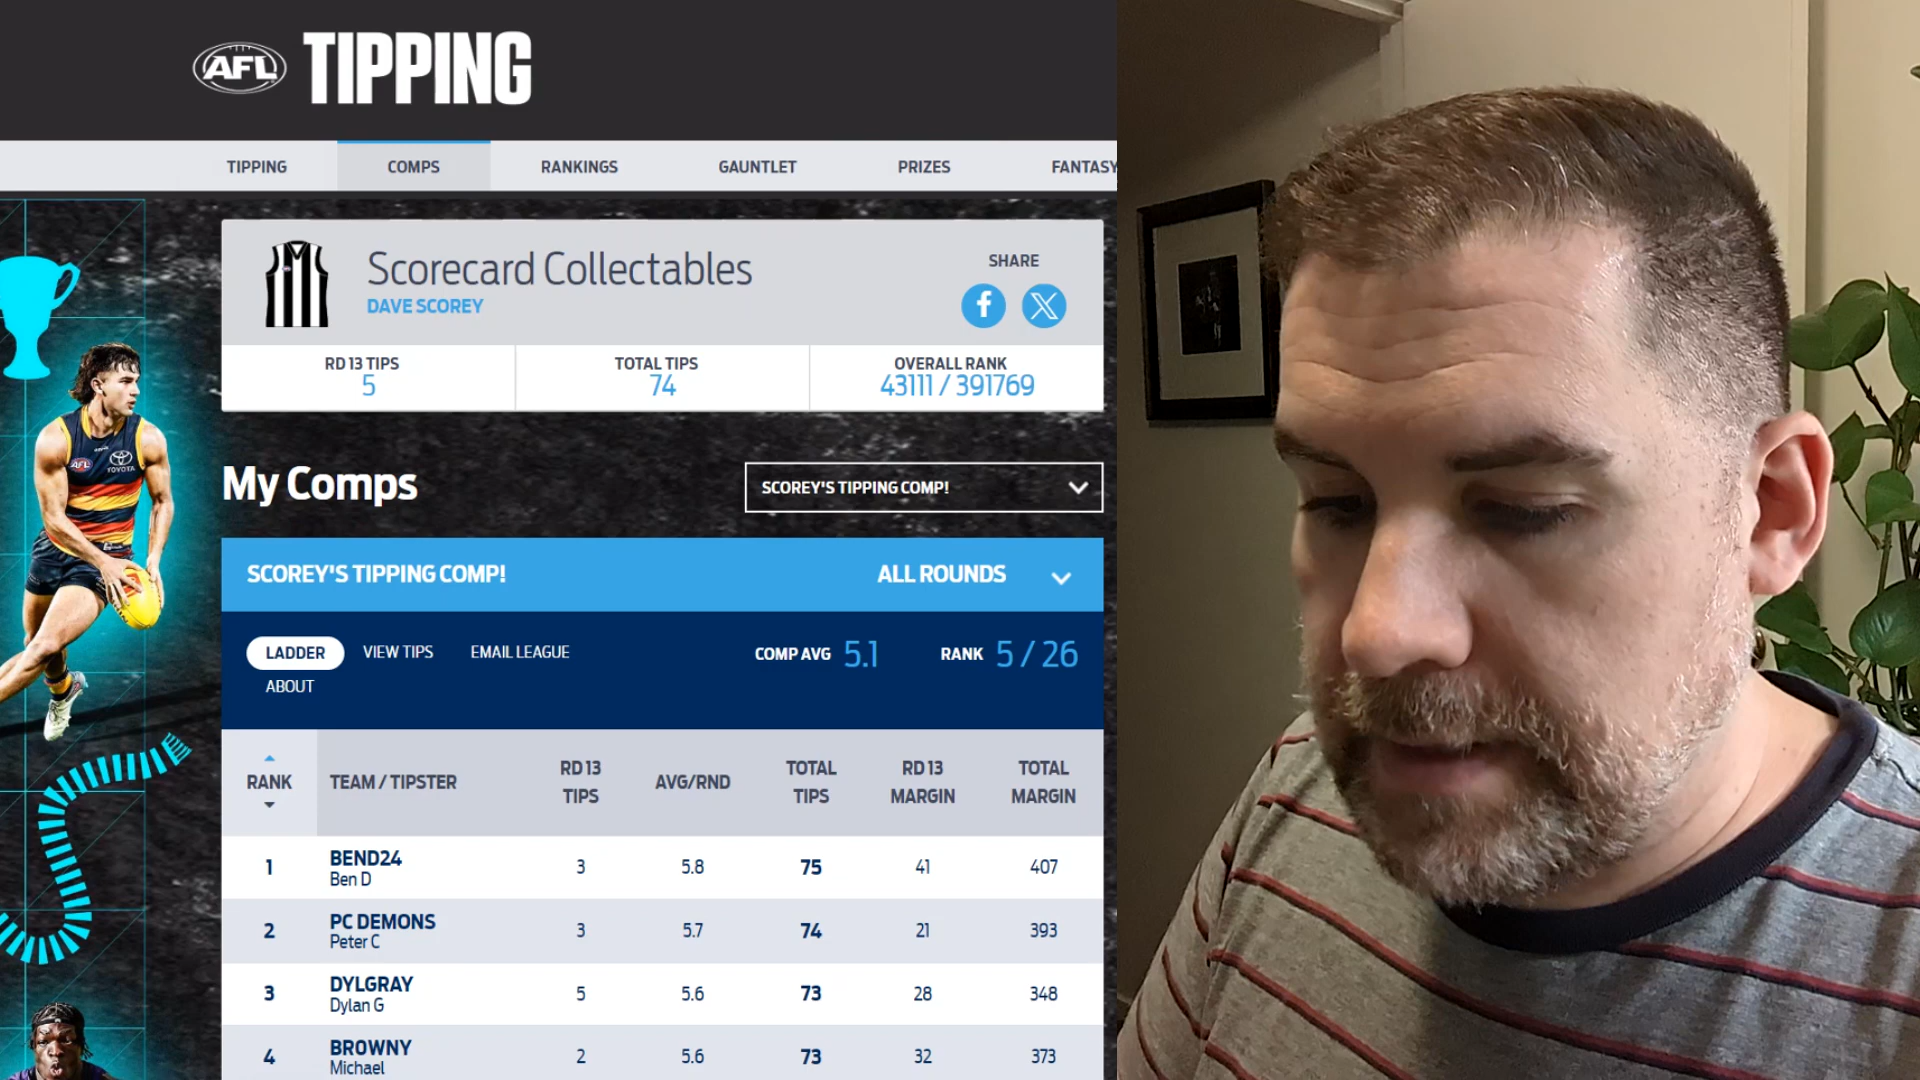 AFL TIPPING
TIPPING COMPS RANKINGS GAUNTLET PRIZES FANTASY
Scorecard Collectables
DAVE SCOREY
SHARE
RD 13 TIPS
5
TOTAL TIPS
74
OVERALL RANK
43111 / 391769
My Comps
SCOREY'S TIPPING COMP!
SCOREY'S TIPPING COMP! ALL ROUNDS
LADDER VIEW TIPS EMAIL LEAGUE
ABOUT
COMP AVG 5.1 RANK 5 / 26
RANK TEAM / TIPSTER RD 13 TIPS AVG/RND TOTAL TIPS RD 13 MARGIN TOTAL MARGIN
1 BEND24 3 5.8 75 41 407
Ben D
2 PC DEMONS 3 5.7 74 21 393
Peter C
3 DYLGRAY 5 5.6 73 28 348
Dylan G
4 BROWNY 2 5.6 73 32 373
Michael
TOYOTA